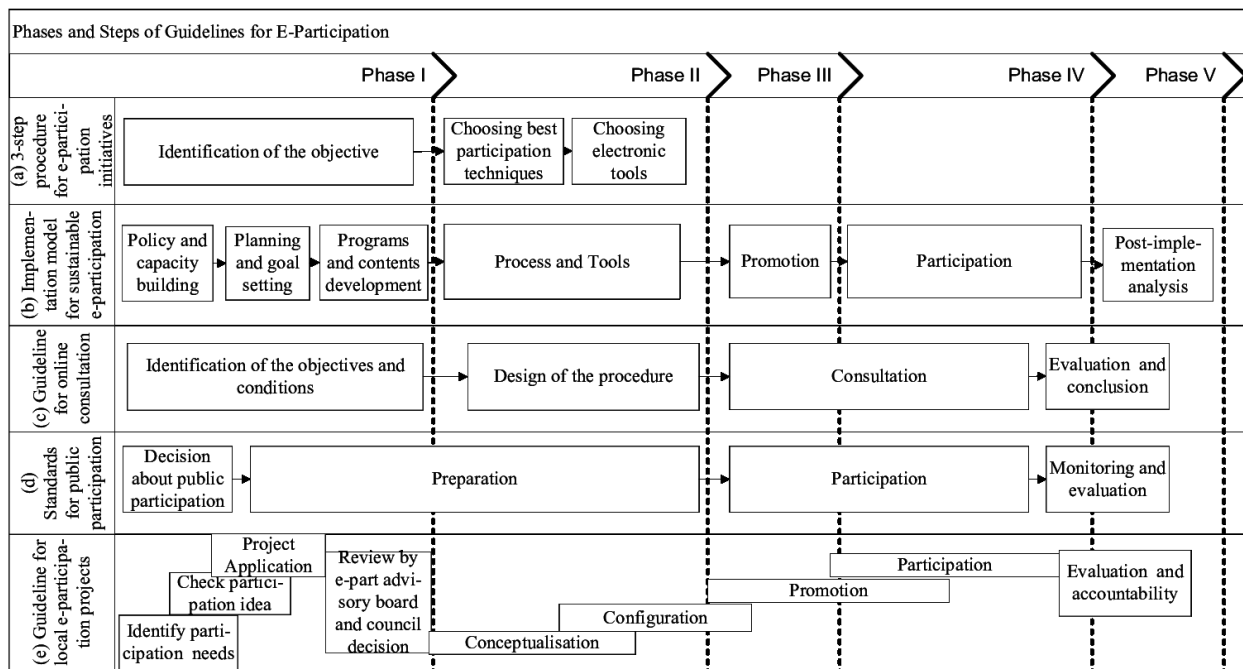 Phases and Steps of Guidelines for E-Participation
Phase I
Phase II
Phase III
Phase IV
Phase V
(a) 3-step
procedure
for e-partici-
pation
initiatives
Identification of the objective
Choosing best
participation
techniques
Choosing
electronic
tools
(b) Implemen-
tation model
for sustainable
e-participation
Policy and
capacity
building
Planning
and goal
setting
Programs
and contents
development
Process and Tools
Promotion
Participation
Post-imple-
mentation
analysis
(c) Guideline
for online
consultation
Identification of the objectives and
conditions
Design of the procedure
Consultation
Evaluation and
conclusion
(d)
Standards
for public
participation
Decision
about public
participation
Preparation
Participation
Monitoring and
evaluation
(e) Guideline for
local e-participa-
tion projects
Identify parti-
cipation needs
Check partici-
pation idea
Project
Application
Review by
e-part advi-
sory board
and council
decision
Conceptualisation
Configuration
Promotion
Participation
Evaluation and
accountability